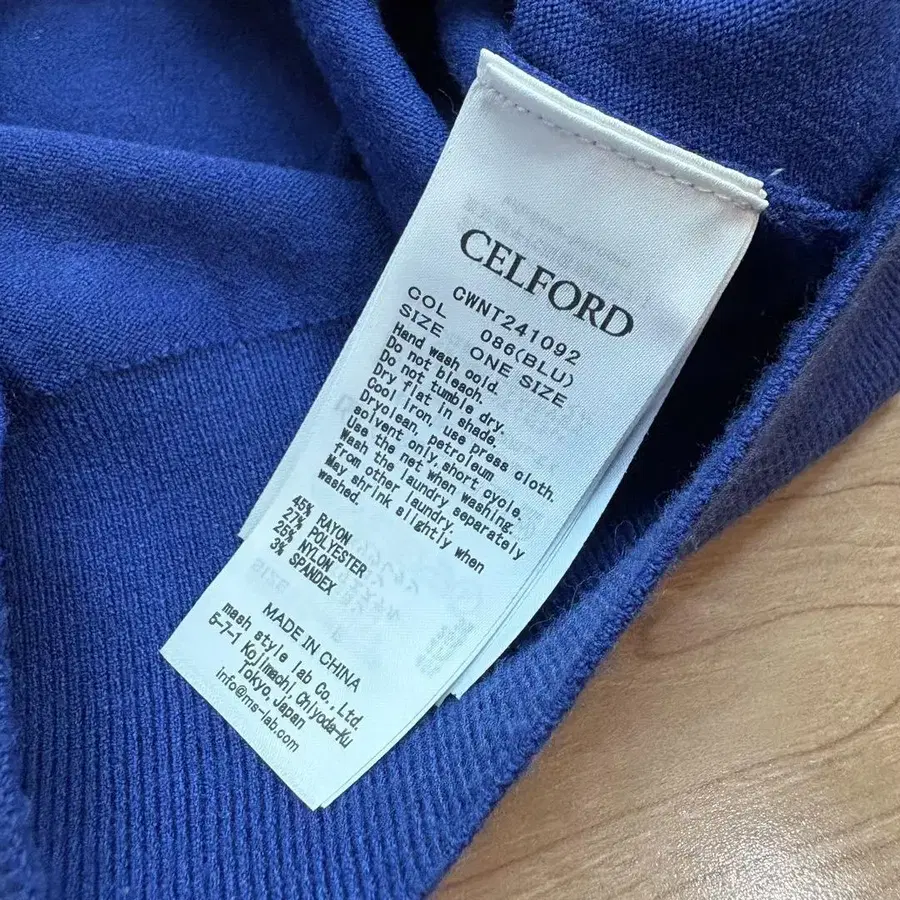 CELFORD
CWNT241092
COL 086(BLU)
SIZE ONE SIZE
Hand wash cold.
Do not bleach.
Do not tumble dry.
Dry flat in shade.
Cool iron, use press cloth.
Dryclean, petroleum
solvent only,short cycle.
Use the net when washing.
Wash the laundry separately
from other laundry.
May shrink slightly when
washed.
45% RAYON
27% POLYESTER
25% NYLON
3% SPANDEX
MADE IN CHINA
mash style lab Co., Ltd.
5-7-1 Kojimachi, Chiyoda-Ku
Tokyo, Japan
info@ms-lab.com